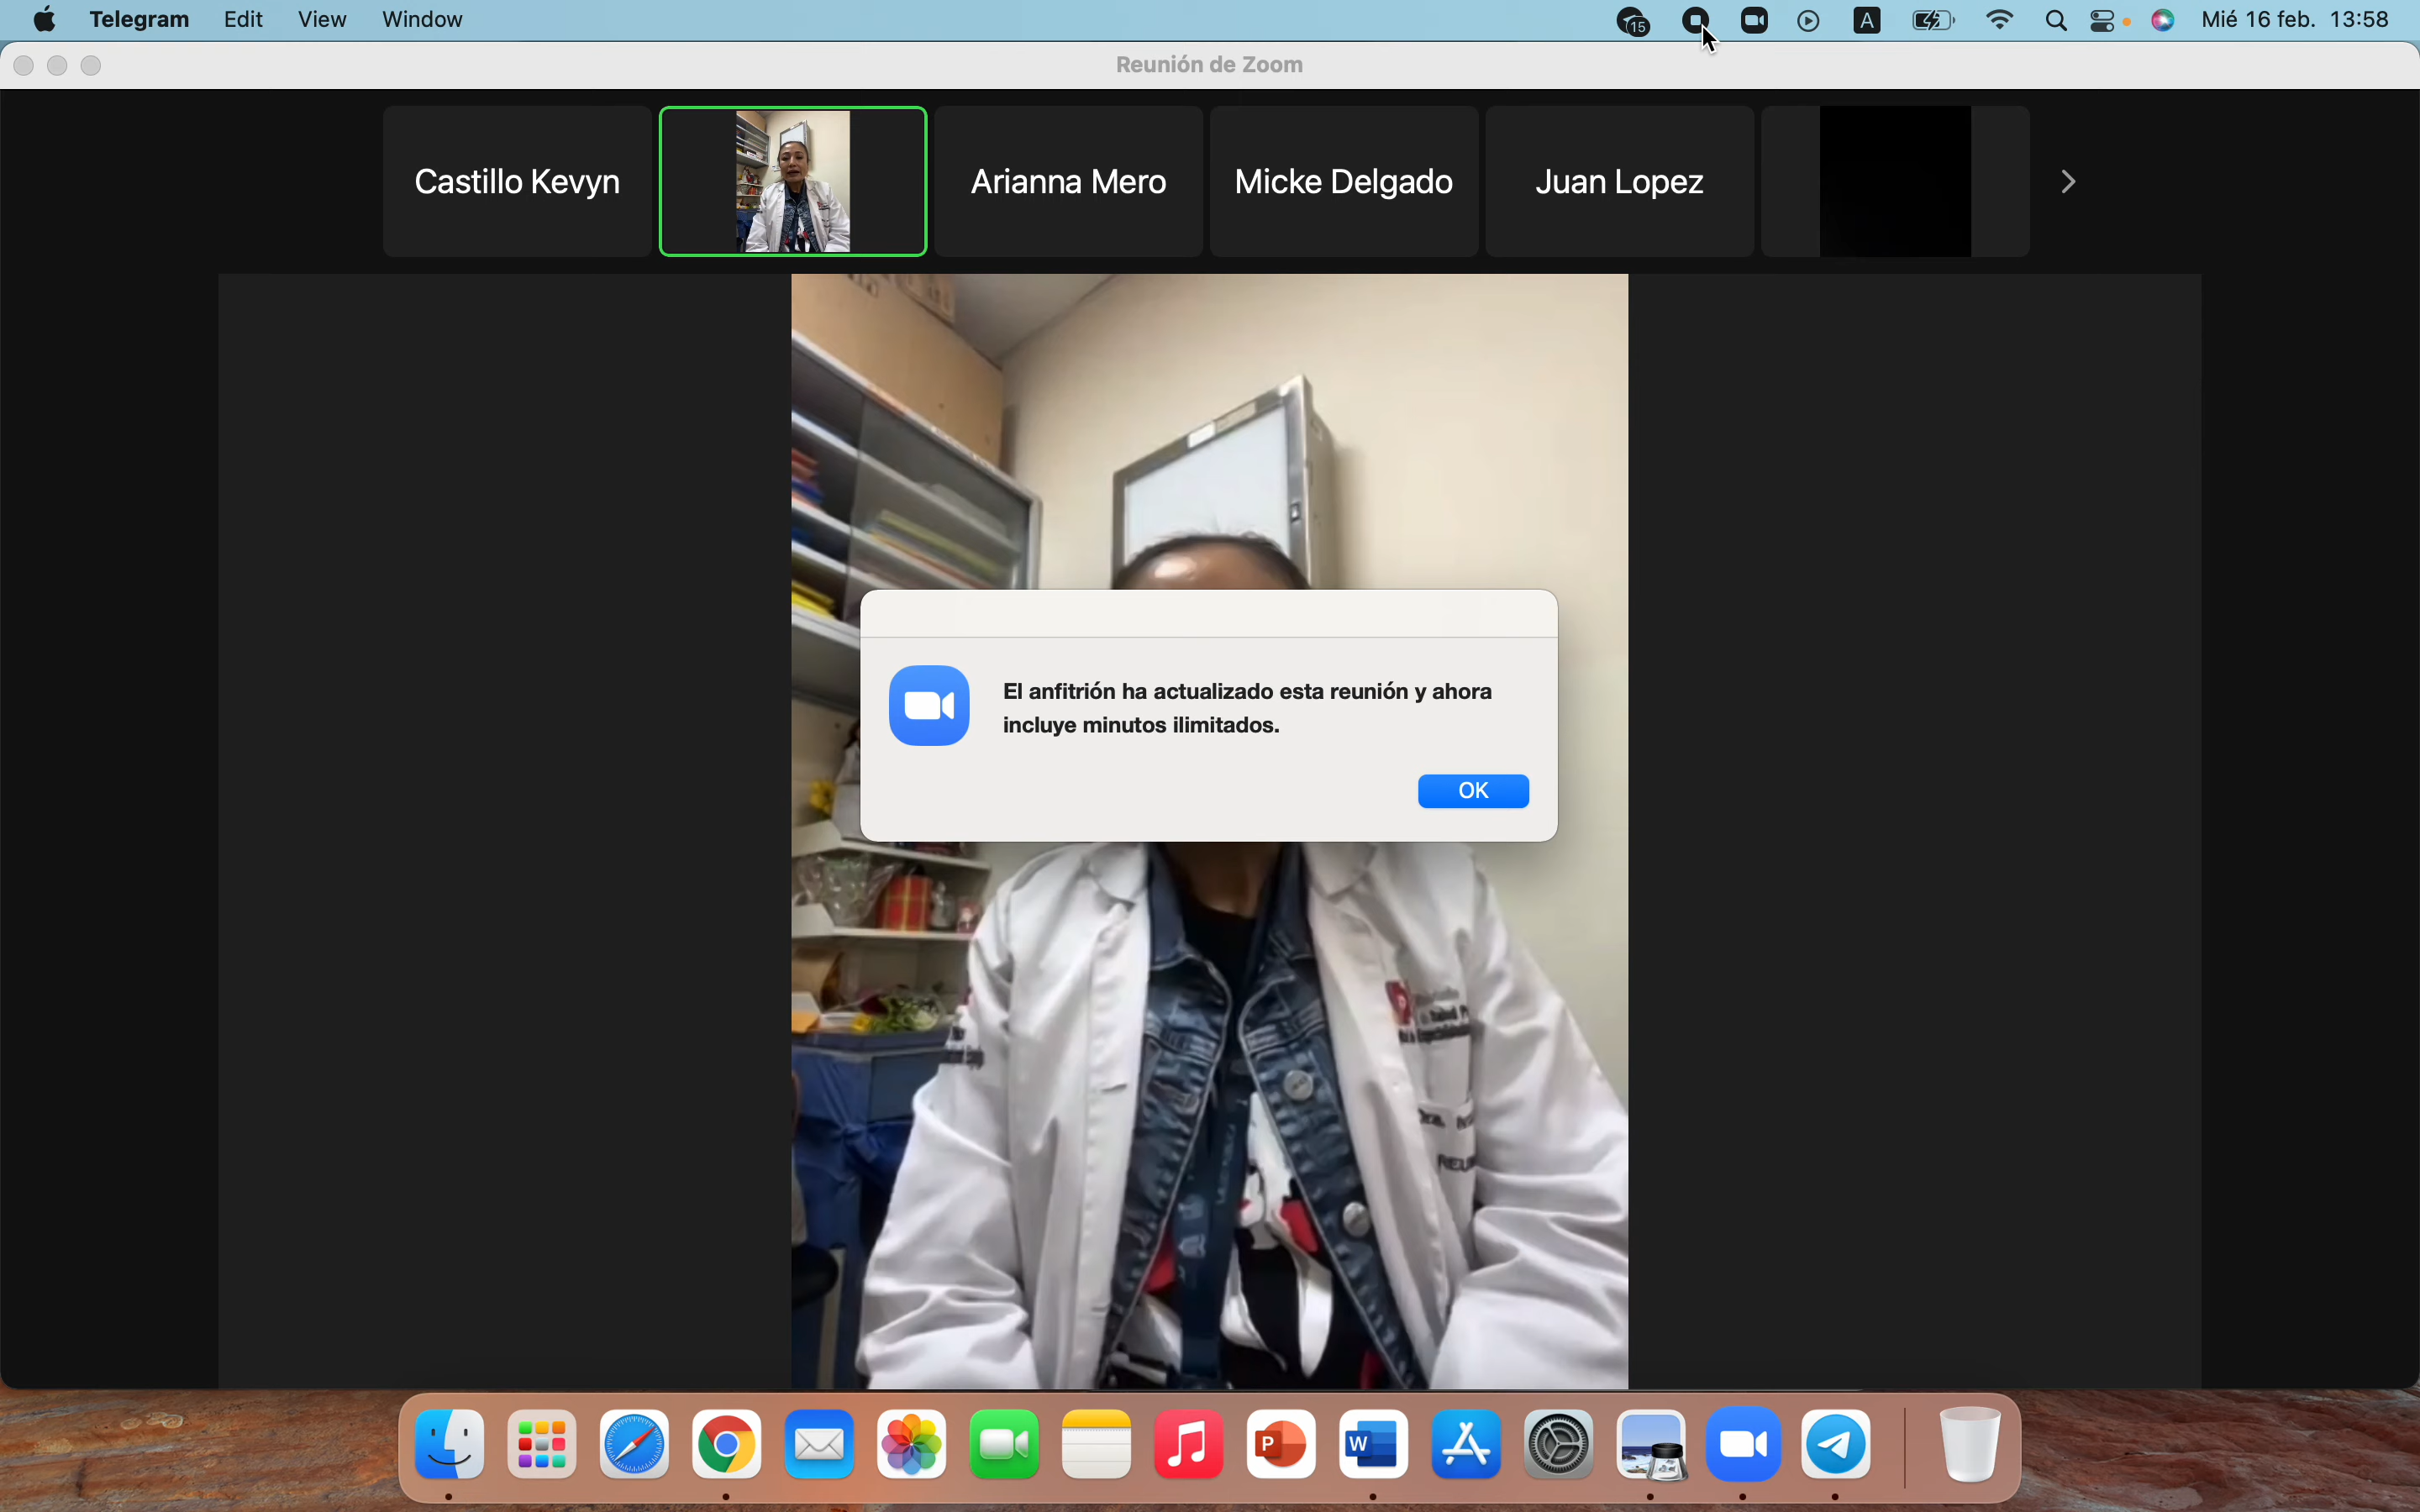 Telegram Edit View Window 15 A Mié 16 feb. 13:58
Reunión de Zoom
Castillo Kevyn Arianna Mero Micke Delgado Juan Lopez
El anfitrión ha actualizado esta reunión y ahora
incluye minutos ilimitados.
OK
P W